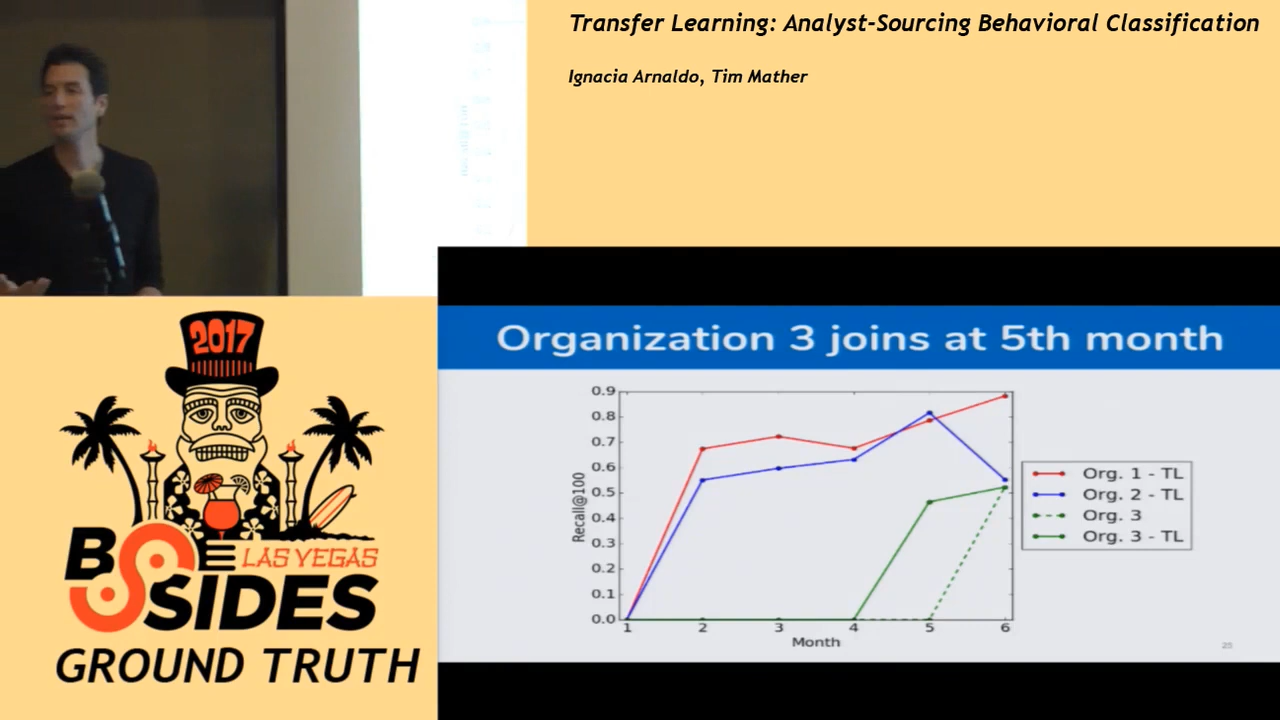 Transfer Learning: Analyst-Sourcing Behavioral Classification
Ignacia Arnaldo, Tim Mather
2017
BSIDES
LAS VEGAS
GROUND TRUTH
Organization 3 joins at 5th month
0.9
0.8
0.7
0.6
0.5
0.4
0.3
0.2
0.1
0.0
Recall@100
1 2 3 4 5 6
Month
Org. 1 - TL
Org. 2 - TL
Org. 3
Org. 3 - TL
25